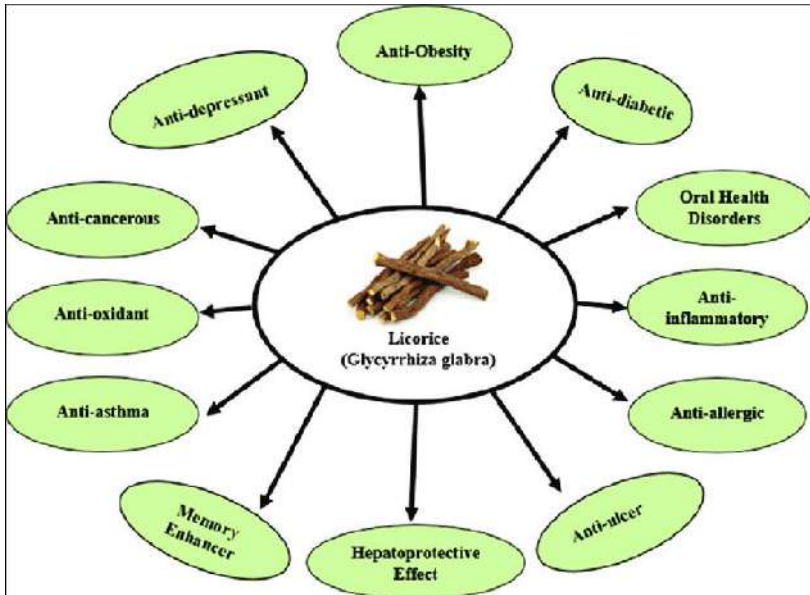 Anti-Obesity
Anti-depressant
Anti-diabetic
Anti-cancerous
Oral Health
Disorders
Anti-oxidant
Anti-
inflammatory
Licorice
(Glycyrrhiza glabra)
Anti-asthma
Anti-allergic
Memory
Enhancer
Hepatoprotective
Effect
Anti-ulcer